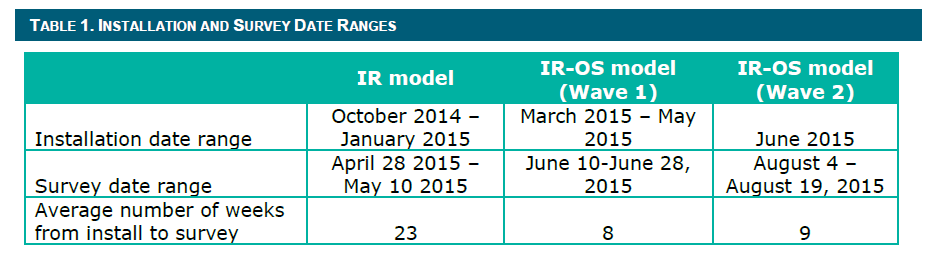 TABLE 1. INSTALLATION AND SURVEY DATE RANGES
IR model
IR-OS model
(Wave 1)
IR-OS model
(Wave 2)
Installation date range
October 2014 –
January 2015
March 2015 – May
2015
June 2015
Survey date range
April 28 2015 –
May 10 2015
June 10-June 28,
2015
August 4 –
August 19, 2015
Average number of weeks
from install to survey
23
8
9